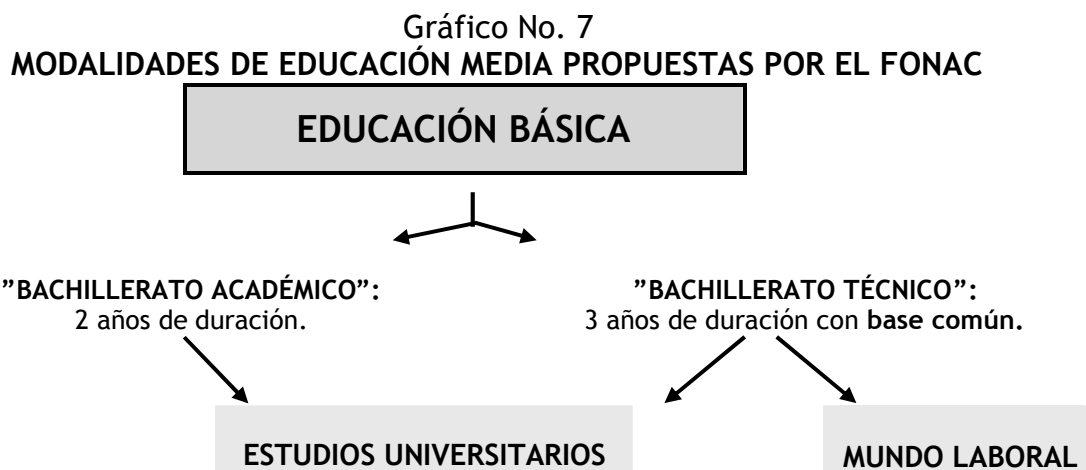 Gráfico No. 7
MODALIDADES DE EDUCACIÓN MEDIA PROPUESTAS POR EL FONAC
EDUCACIÓN BÁSICA
”BACHILLERATO ACADÉMICO”:
2 años de duración.
”BACHILLERATO TÉCNICO”:
3 años de duración con base común.
ESTUDIOS UNIVERSITARIOS
MUNDO LABORAL